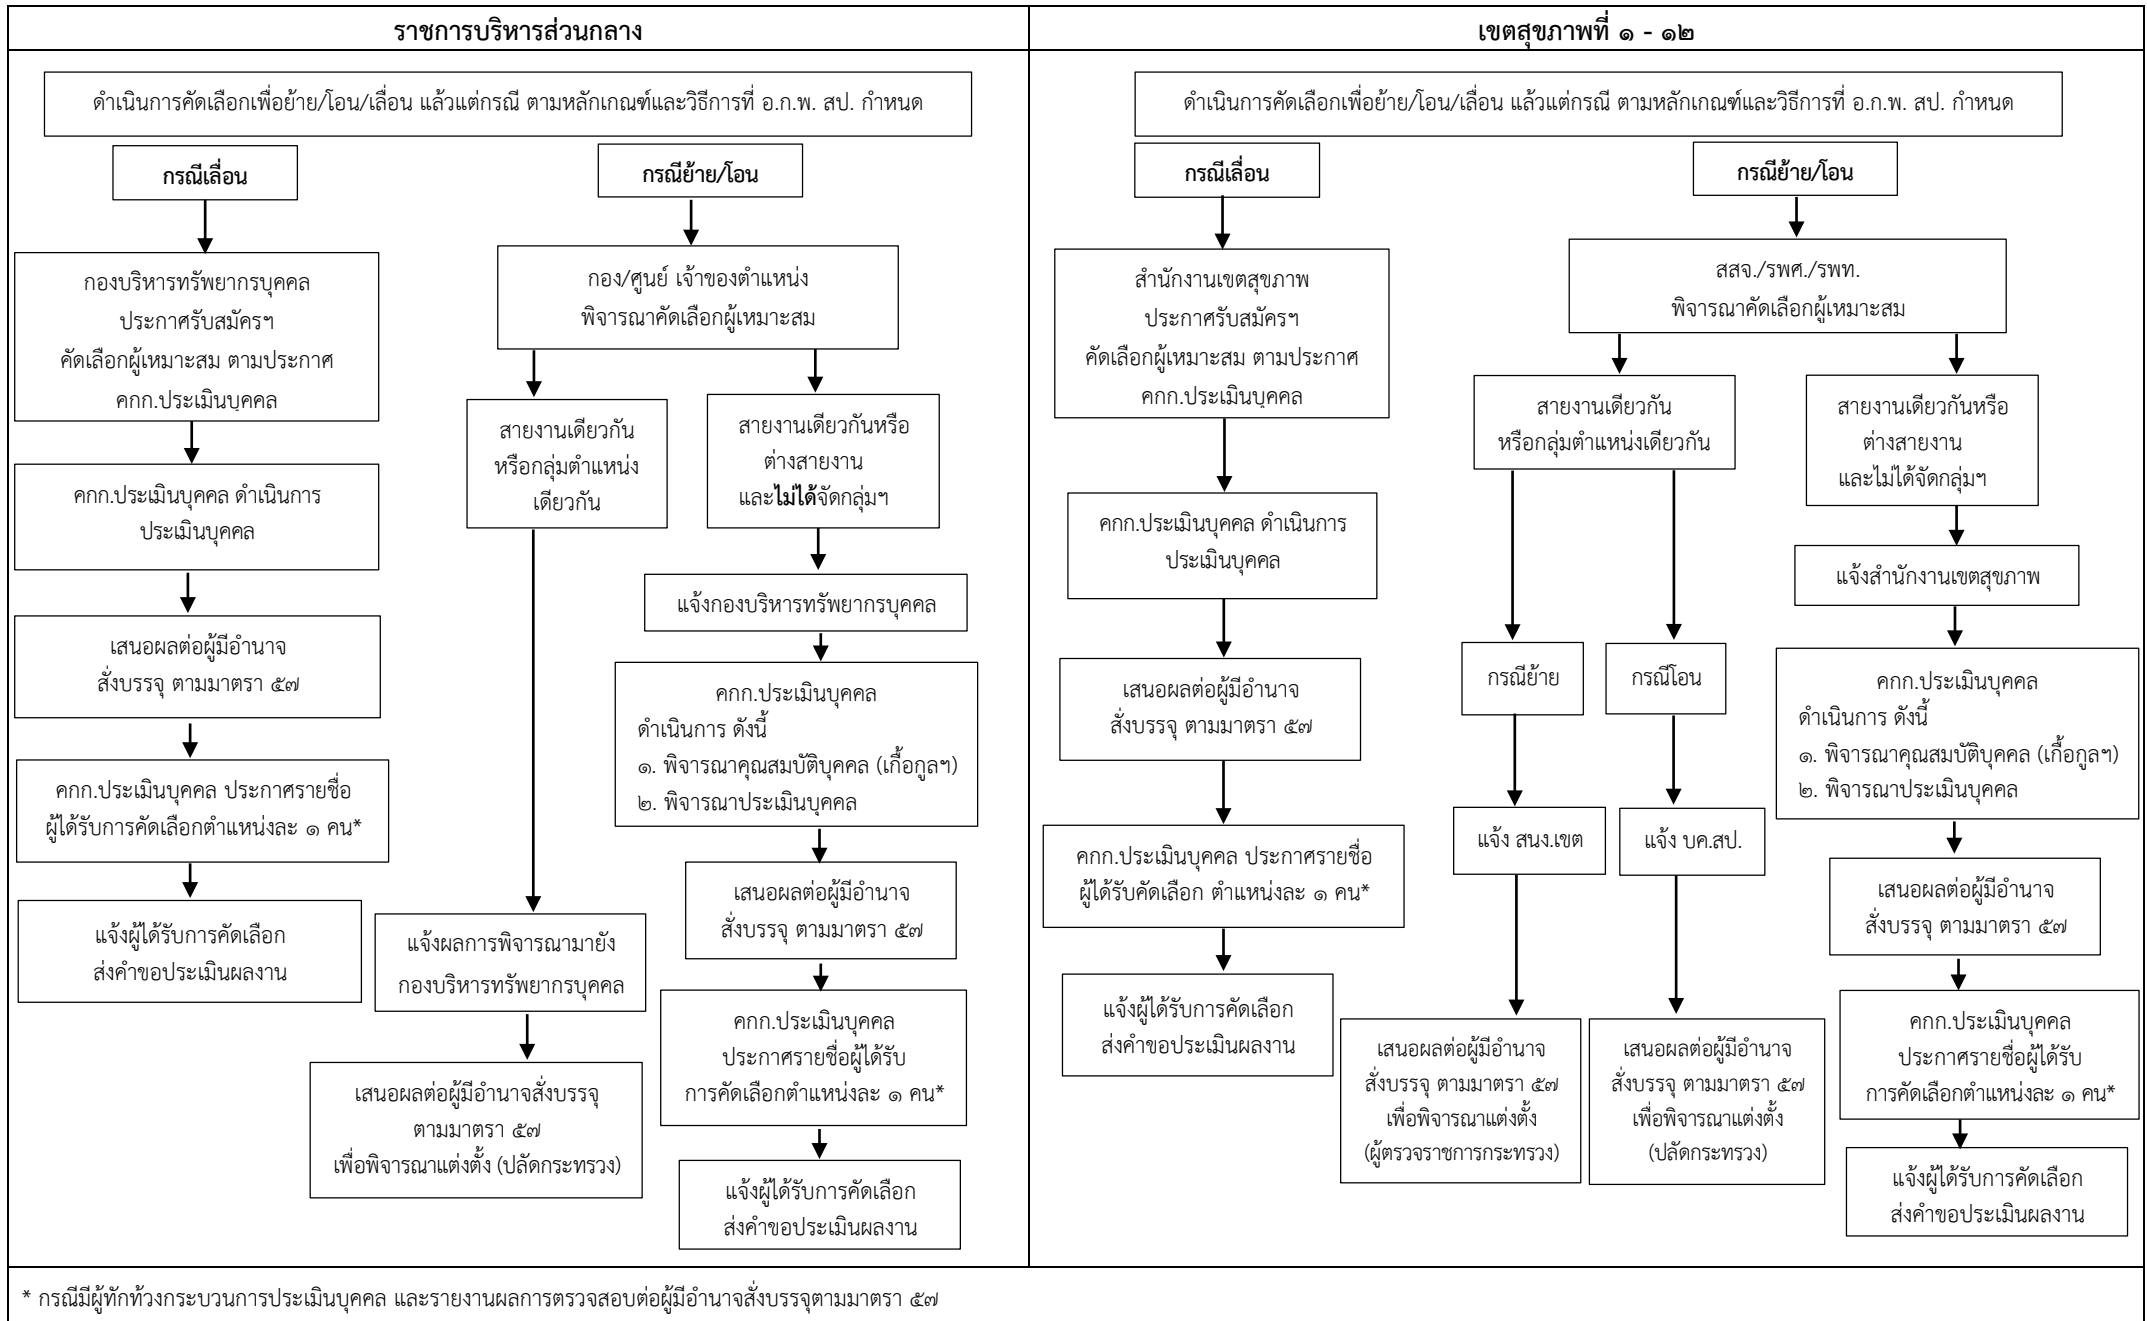 ราชการบริหารส่วนกลาง
ดำเนินการคัดเลือกเพื่อย้าย/โอน/เลื่อน แล้วแต่กรณี ตามหลักเกณฑ์และวิธีการที่ อ.ก.พ. สป. กำหนด
กรณีเลื่อน
กองบริหารทรัพยากรบุคคล
ประกาศรับสมัครฯ
คัดเลือกผู้เหมาะสม ตามประกาศ
คกก.ประเมินบุคคล
คกก.ประเมินบุคคล ดำเนินการ
ประเมินบุคคล
เสนอผลต่อผู้มีอำนาจ
สั่งบรรจุ ตามมาตรา ๕๗
คกก.ประเมินบุคคล ประกาศรายชื่อ
ผู้ได้รับการคัดเลือกตำแหน่งละ ๑ คน*
แจ้งผู้ได้รับการคัดเลือก
ส่งคำขอประเมินผลงาน
กรณีย้าย/โอน
กอง/ศูนย์ เจ้าของตำแหน่ง
พิจารณาคัดเลือกผู้เหมาะสม
สายงานเดียวกัน
หรือกลุ่มตำแหน่ง
เดียวกัน
แจ้งผลการพิจารณามายัง
กองบริหารทรัพยากรบุคคล
เสนอผลต่อผู้มีอำนาจสั่งบรรจุ
ตามมาตรา ๕๗
เพื่อพิจารณาแต่งตั้ง (ปลัดกระทรวง)
สายงานเดียวกันหรือ
ต่างสายงาน
และไม่ได้จัดกลุ่มฯ
แจ้งกองบริหารทรัพยากรบุคคล
คกก.ประเมินบุคคล
ดำเนินการ ดังนี้
๑. พิจารณาคุณสมบัติบุคคล (เกื้อกูลฯ)
๒. พิจารณาประเมินบุคคล
เสนอผลต่อผู้มีอำนาจ
สั่งบรรจุ ตามมาตรา ๕๗
คกก.ประเมินบุคคล
ประกาศรายชื่อผู้ได้รับ
การคัดเลือกตำแหน่งละ ๑ คน*
แจ้งผู้ได้รับการคัดเลือก
ส่งคำขอประเมินผลงาน
เขตสุขภาพที่ ๑ - ๑๒
ดำเนินการคัดเลือกเพื่อย้าย/โอน/เลื่อน แล้วแต่กรณี ตามหลักเกณฑ์และวิธีการที่ อ.ก.พ. สป. กำหนด
กรณีเลื่อน
สำนักงานเขตสุขภาพ
ประกาศรับสมัครฯ
คัดเลือกผู้เหมาะสม ตามประกาศ
คกก.ประเมินบุคคล
คกก.ประเมินบุคคล ดำเนินการ
ประเมินบุคคล
เสนอผลต่อผู้มีอำนาจ
สั่งบรรจุ ตามมาตรา ๕๗
คกก.ประเมินบุคคล ประกาศรายชื่อ
ผู้ได้รับคัดเลือก ตำแหน่งละ ๑ คน*
แจ้งผู้ได้รับการคัดเลือก
ส่งคำขอประเมินผลงาน
กรณีย้าย/โอน
สสจ./รพศ./รพท.
พิจารณาคัดเลือกผู้เหมาะสม
สายงานเดียวกัน
หรือกลุ่มตำแหน่งเดียวกัน
กรณีย้าย
แจ้ง สนง.เขต
เสนอผลต่อผู้มีอำนาจ
สั่งบรรจุ ตามมาตรา ๕๗
เพื่อพิจารณาแต่งตั้ง
(ผู้ตรวจราชการกระทรวง)
กรณีโอน
แจ้ง บค.สป.
เสนอผลต่อผู้มีอำนาจ
สั่งบรรจุ ตามมาตรา ๕๗
เพื่อพิจารณาแต่งตั้ง
(ปลัดกระทรวง)
สายงานเดียวกันหรือ
ต่างสายงาน
และไม่ได้จัดกลุ่มฯ
แจ้งสำนักงานเขตสุขภาพ
คกก.ประเมินบุคคล
ดำเนินการ ดังนี้
๑. พิจารณาคุณสมบัติบุคคล (เกื้อกูลฯ)
๒. พิจารณาประเมินบุคคล
เสนอผลต่อผู้มีอำนาจ
สั่งบรรจุ ตามมาตรา ๕๗
คกก.ประเมินบุคคล
ประกาศรายชื่อผู้ได้รับ
การคัดเลือกตำแหน่งละ ๑ คน*
แจ้งผู้ได้รับการคัดเลือก
ส่งคำขอประเมินผลงาน
* กรณีมีผู้ทักท้วงกระบวนการประเมินบุคคล และรายงานผลการตรวจสอบต่อผู้มีอำนาจสั่งบรรจุตามมาตรา ๕๗